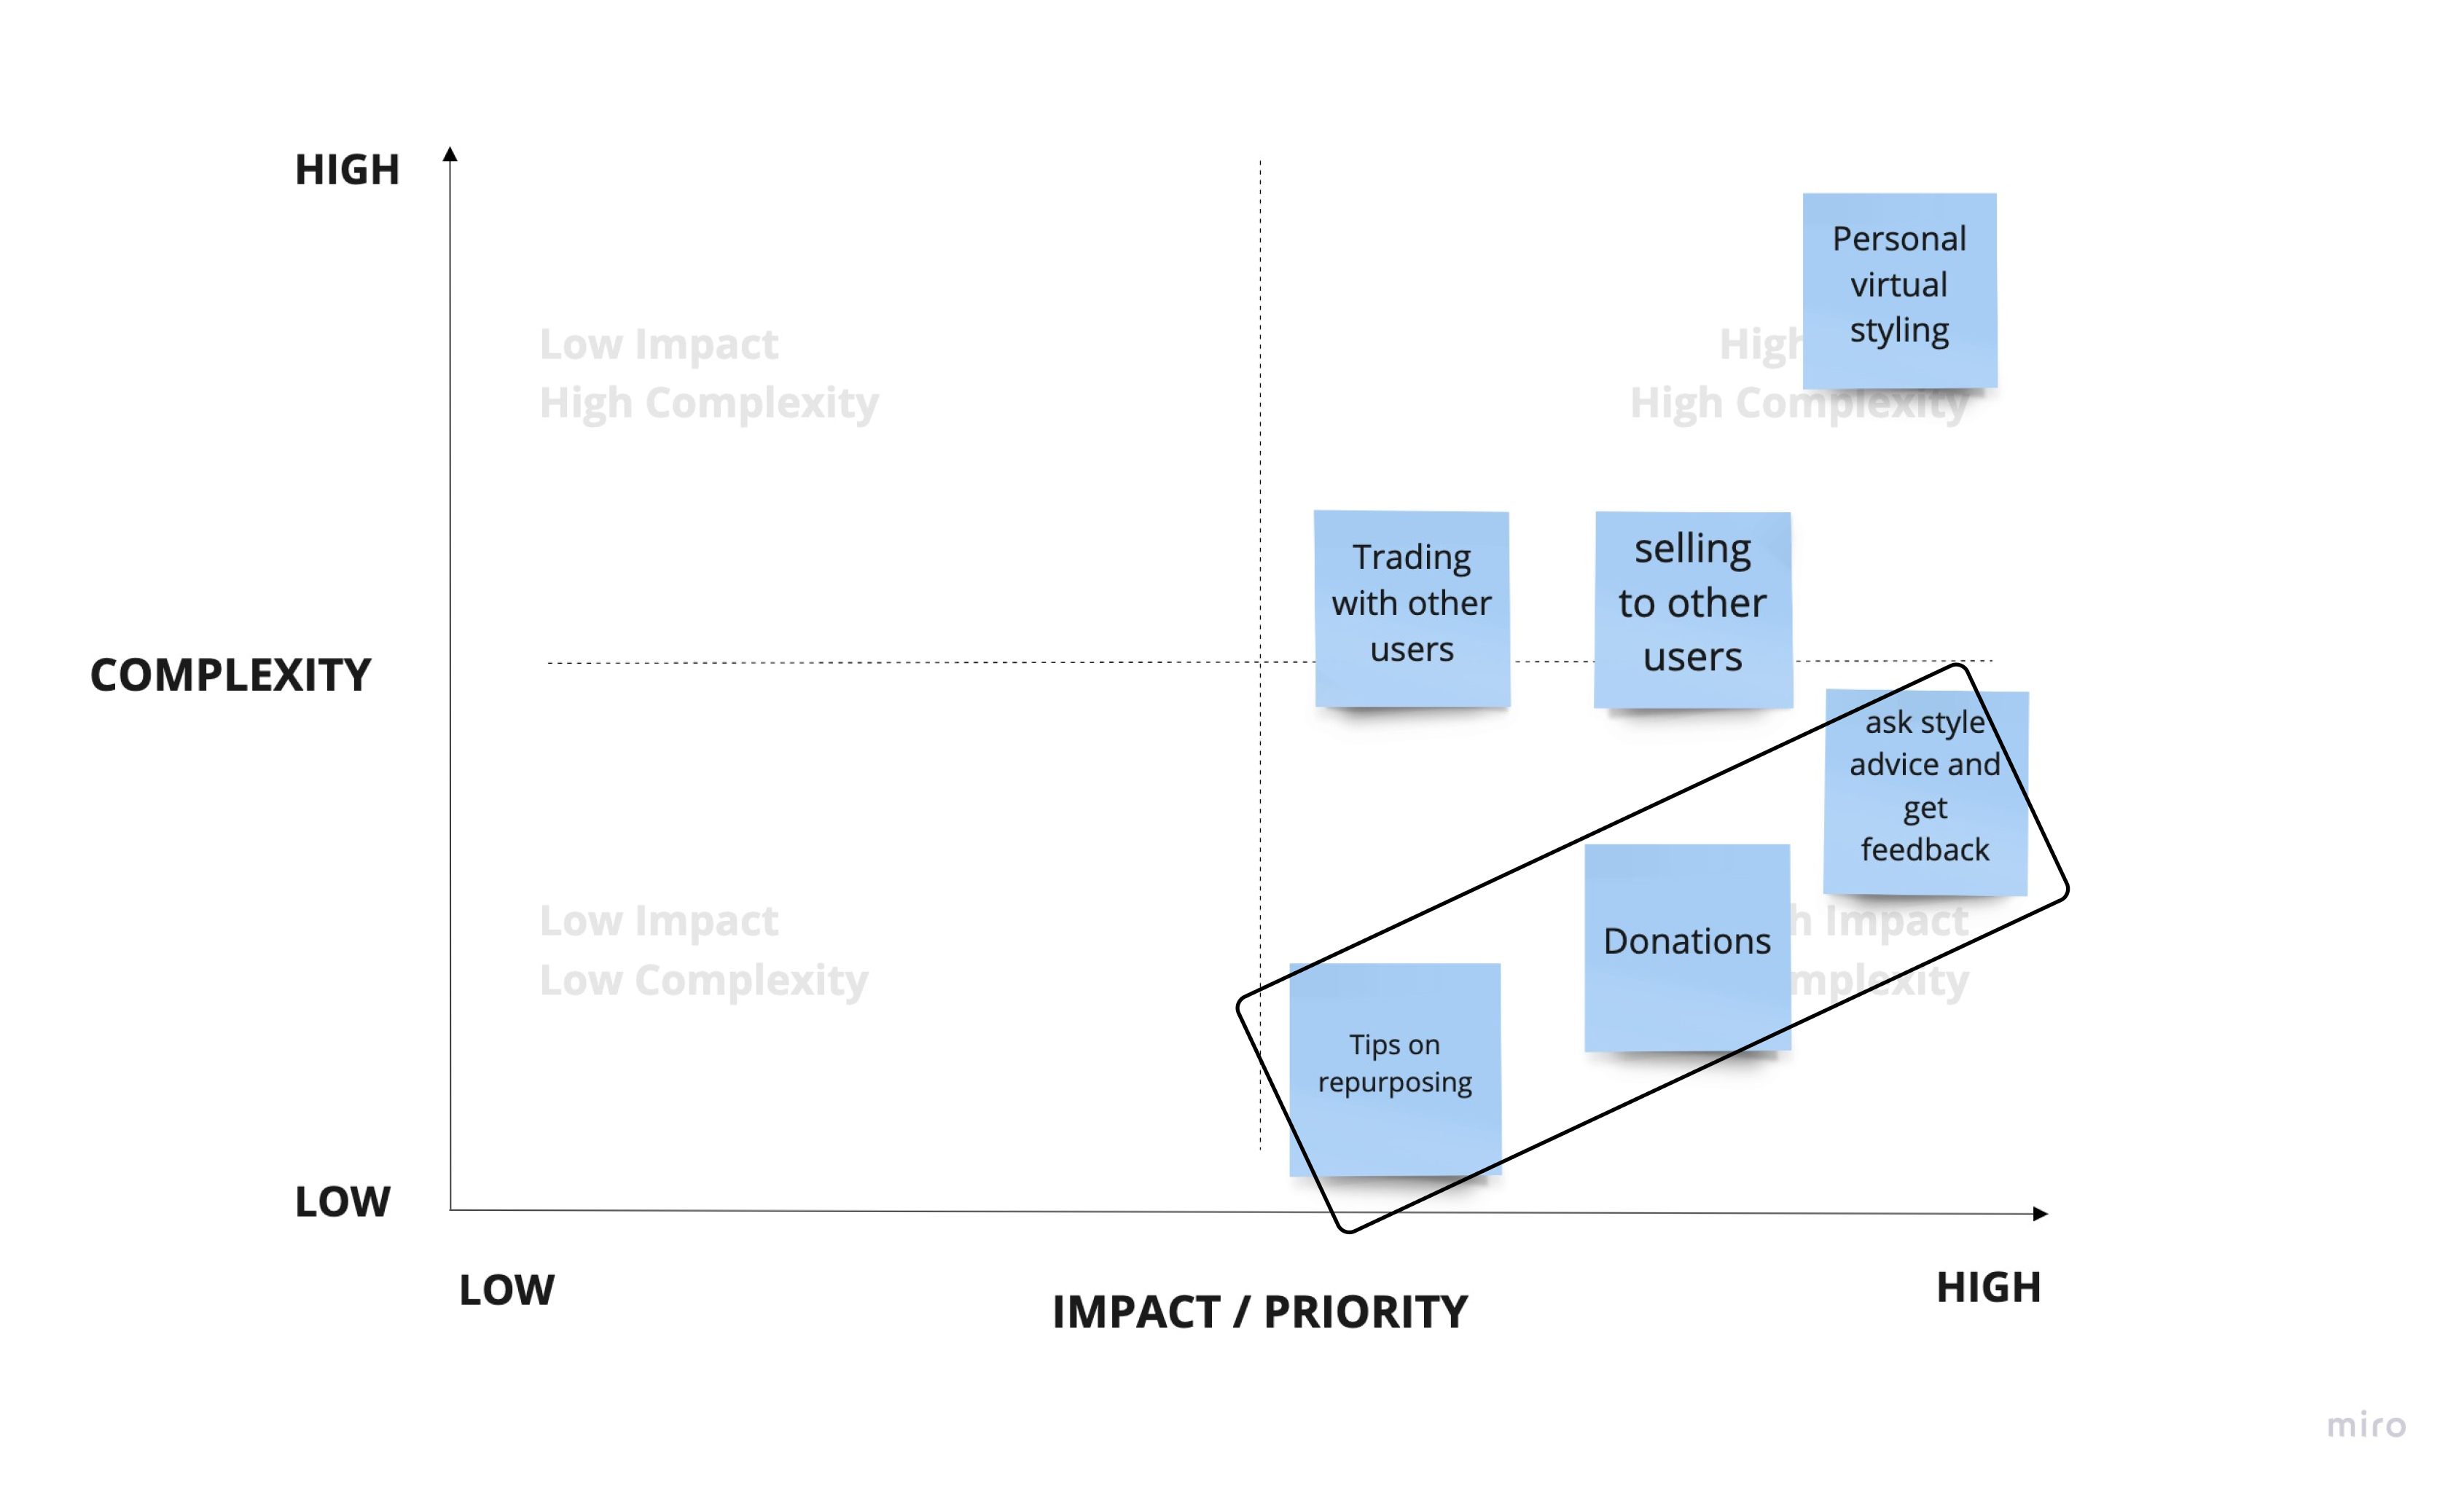 HIGH
Personal
virtual
styling
Low Impact
High
High Complexity
High Complexity
Trading
with other
users
selling
to other
users
COMPLEXITY
ask style
advice and
get
feedback
Donations
Low Impact
Impact
Low Complexity
Tips on
repurposing
LOW
LOW
IMPACT / PRIORITY
HIGH
miro